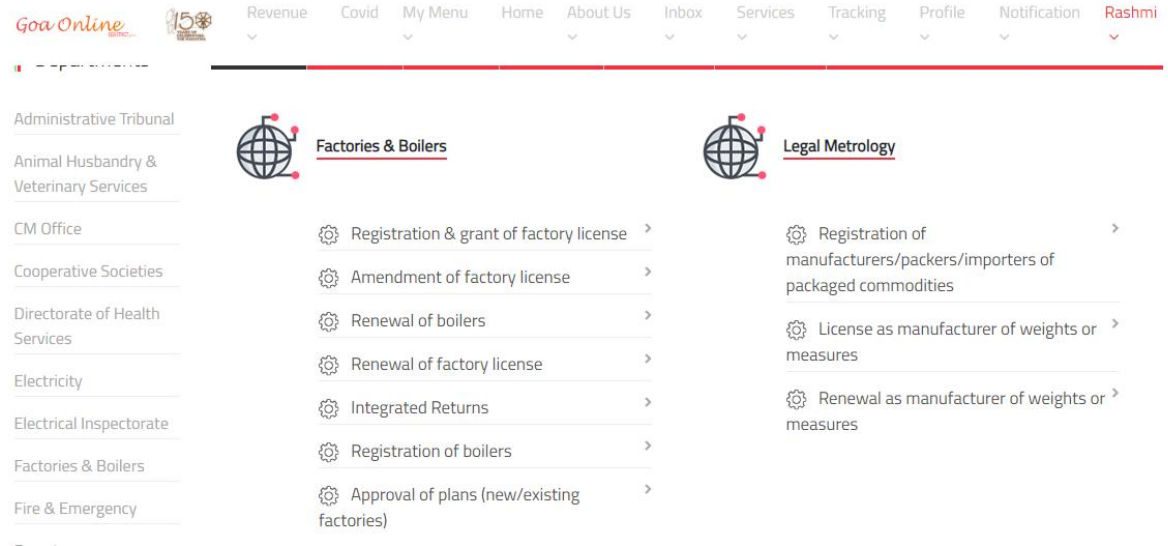 Goa Online
150
Revenue
Covid
My Menu
Home
About Us
Inbox
Services
Tracking
Profile
Notification
Rashmi
Departments
Administrative Tribunal
Animal Husbandry &
Veterinary Services
CM Office
Cooperative Societies
Directorate of Health
Services
Electricity
Electrical Inspectorate
Factories & Boilers
Fire & Emergency
Factories & Boilers
Registration & grant of factory license
Amendment of factory license
Renewal of boilers
Renewal of factory license
Integrated Returns
Registration of boilers
Approval of plans (new/existing
factories)
Legal Metrology
Registration of
manufacturers/packers/importers of
packaged commodities
License as manufacturer of weights or
measures
Renewal as manufacturer of weights or
measures